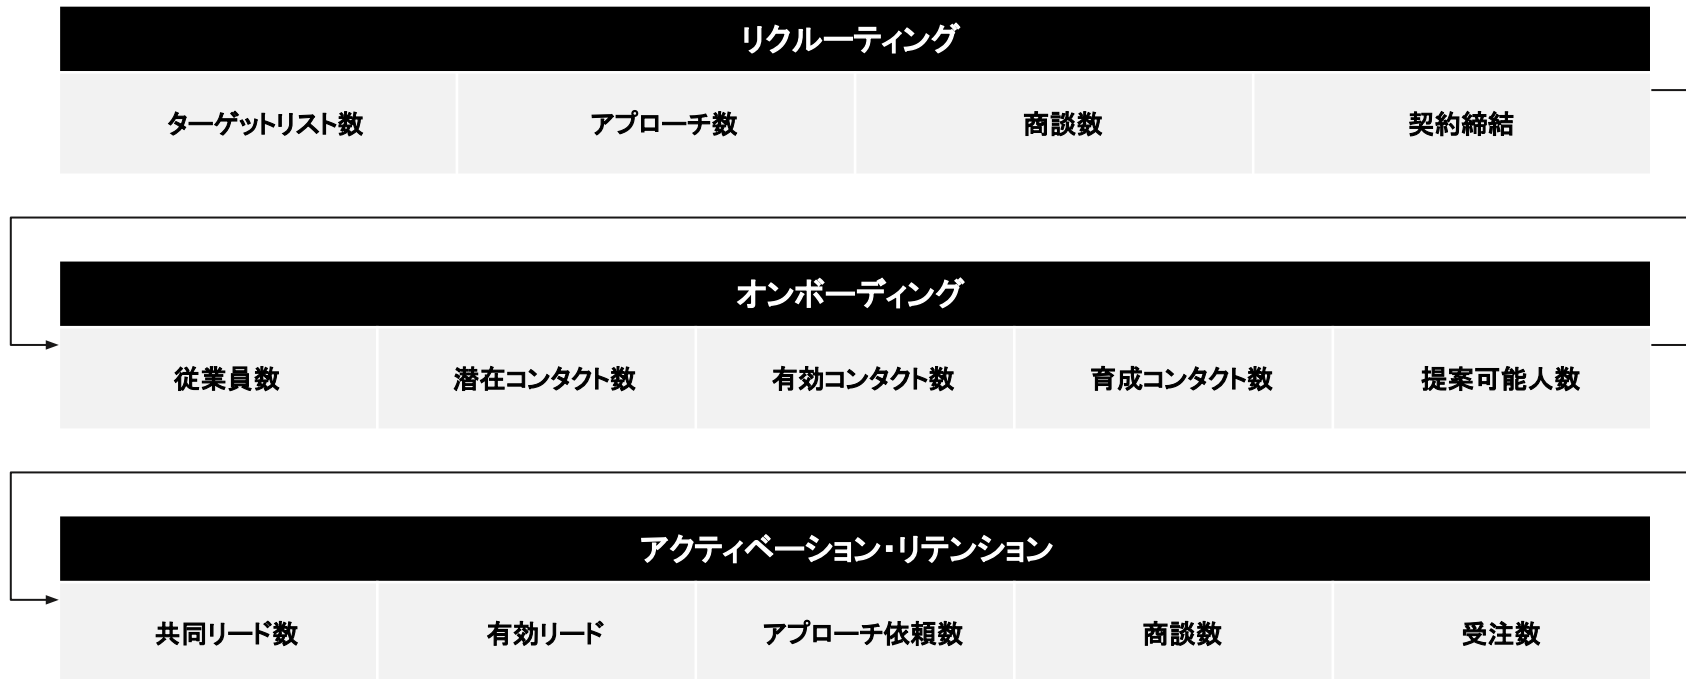 リクルーティング
ターゲットリスト数 アプローチ数 商談数 契約締結
オンボーディング
従業員数 潜在コンタクト数 有効コンタクト数 育成コンタクト数 提案可能人数
アクティベーション・リテンション
共同リード数 有効リード アプローチ依頼数 商談数 受注数